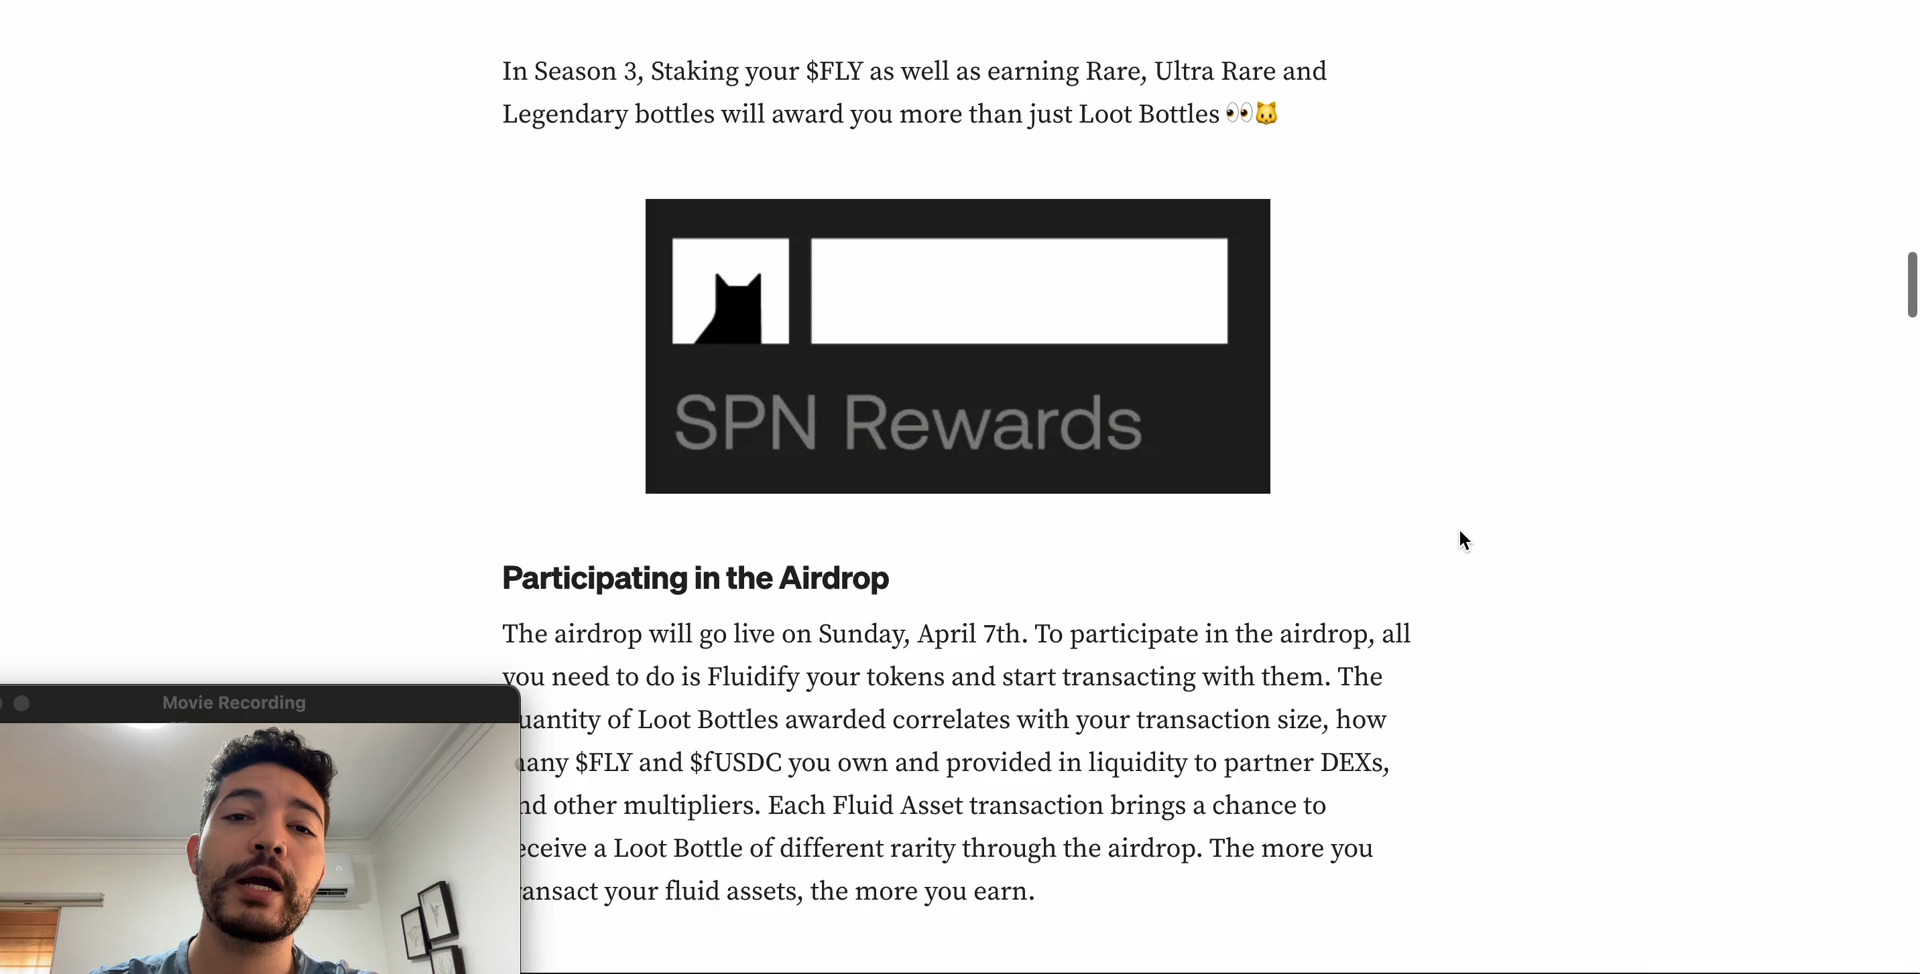 In Season 3, Staking your $FLY as well as earning Rare, Ultra Rare and
Legendary bottles will award you more than just Loot Bottles 👀🐱
SPN Rewards
Participating in the Airdrop
The airdrop will go live on Sunday, April 7th. To participate in the airdrop, all
you need to do is Fluidify your tokens and start transacting with them. The
quantity of Loot Bottles awarded correlates with your transaction size, how
many $FLY and $fUSDC you own and provided in liquidity to partner DEXs,
and other multipliers. Each Fluid Asset transaction brings a chance to
receive a Loot Bottle of different rarity through the airdrop. The more you
transact your fluid assets, the more you earn.
Movie Recording